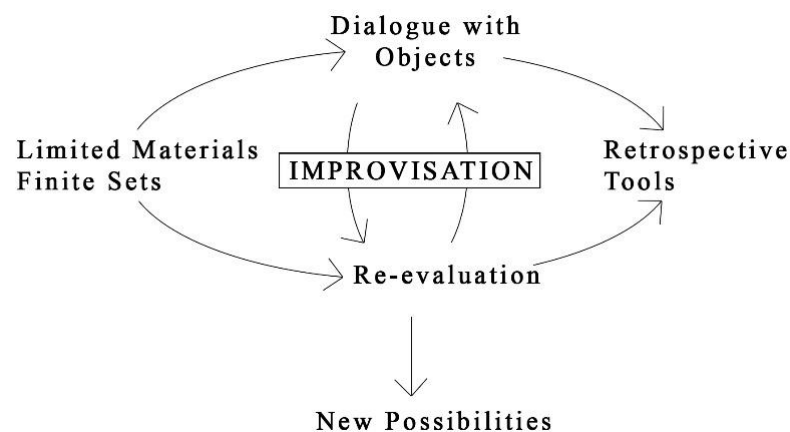 Dialogue with
Objects
Limited Materials
Finite Sets
IMPROVISATION
Retrospective
Tools
Re-evaluation
New Possibilities